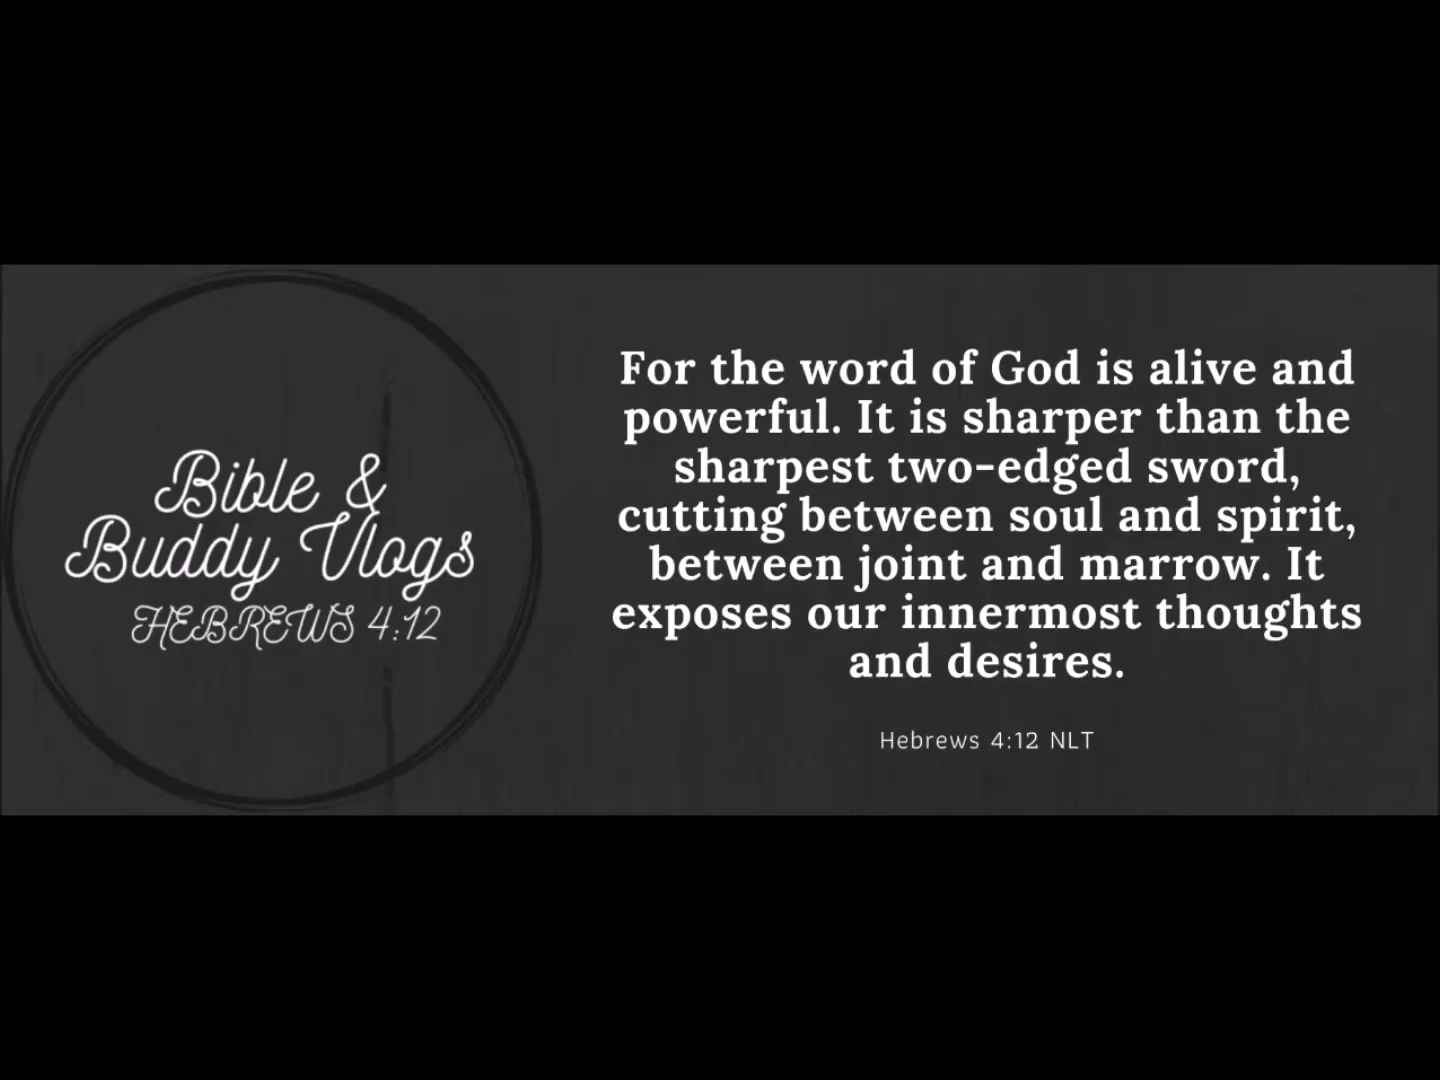 Bible &
Buddy Vlogs
HEBREWS 4:12
For the word of God is alive and
powerful. It is sharper than the
sharpest two-edged sword,
cutting between soul and spirit,
between joint and marrow. It
exposes our innermost thoughts
and desires.
Hebrews 4:12 NLT